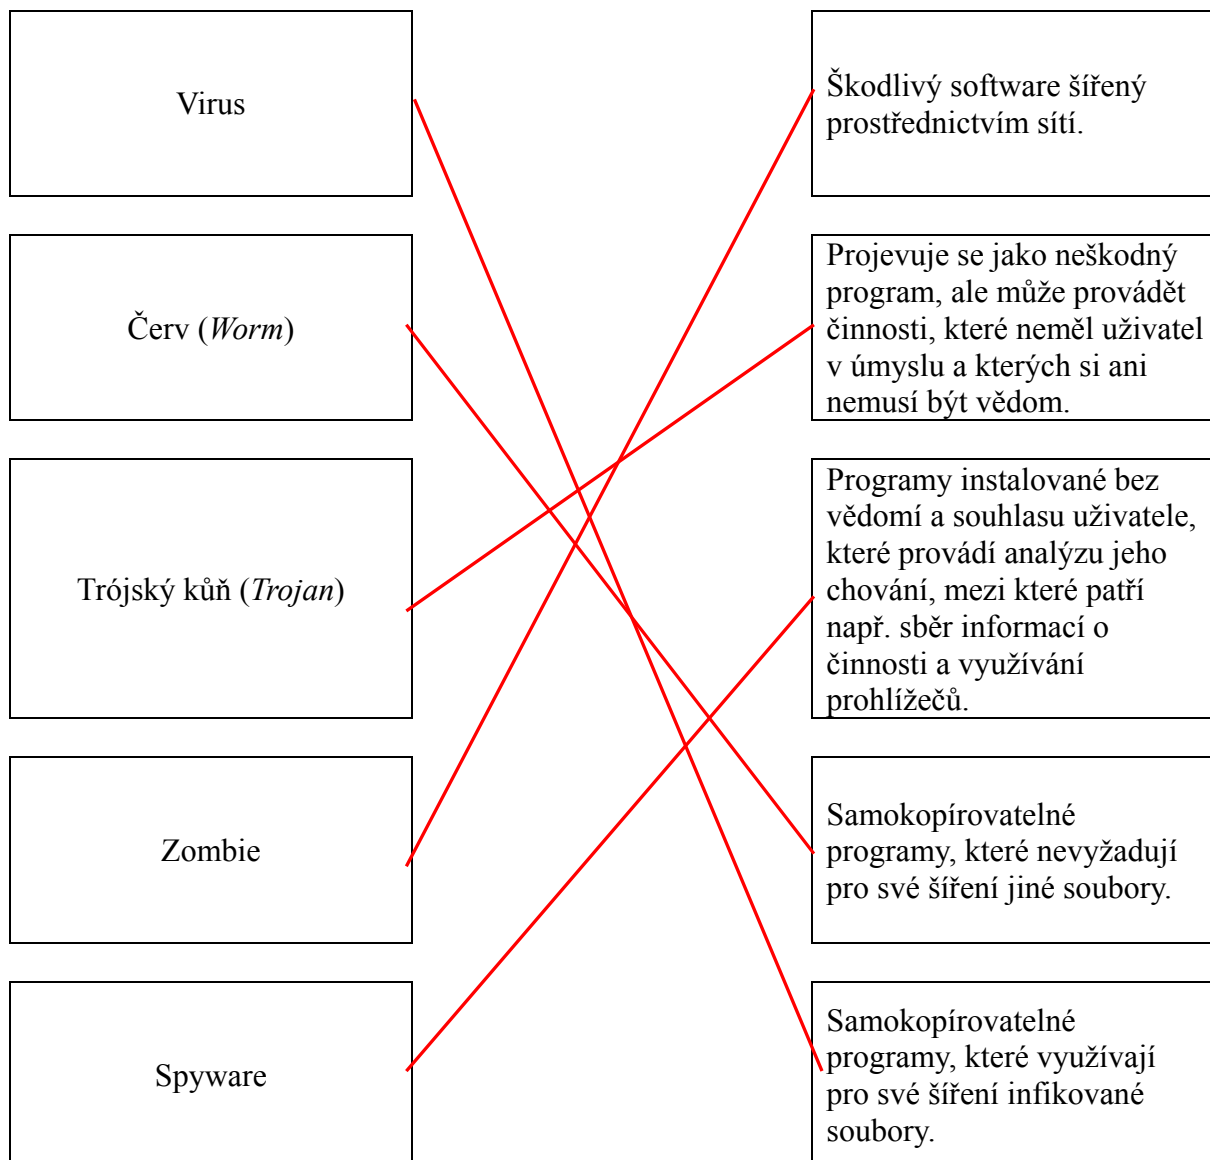 Virus
Škodlivý software šířený
prostřednictvím sítí.
Červ (Worm)
Projevuje se jako neškodný
program, ale může provádět
činnosti, které neměl uživatel
v úmyslu a kterých si ani
nemusí být vědom.
Trójský kůň (Trojan)
Programy instalované bez
vědomí a souhlasu uživatele,
které provádí analýzu jeho
chování, mezi které patří
např. sběr informací o
činnosti a využívání
prohlížečů.
Zombie
Samokopírovatelné
programy, které nevyžadují
pro své šíření jiné soubory.
Spyware
Samokopírovatelné
programy, které využívají
pro své šíření infikované
soubory.